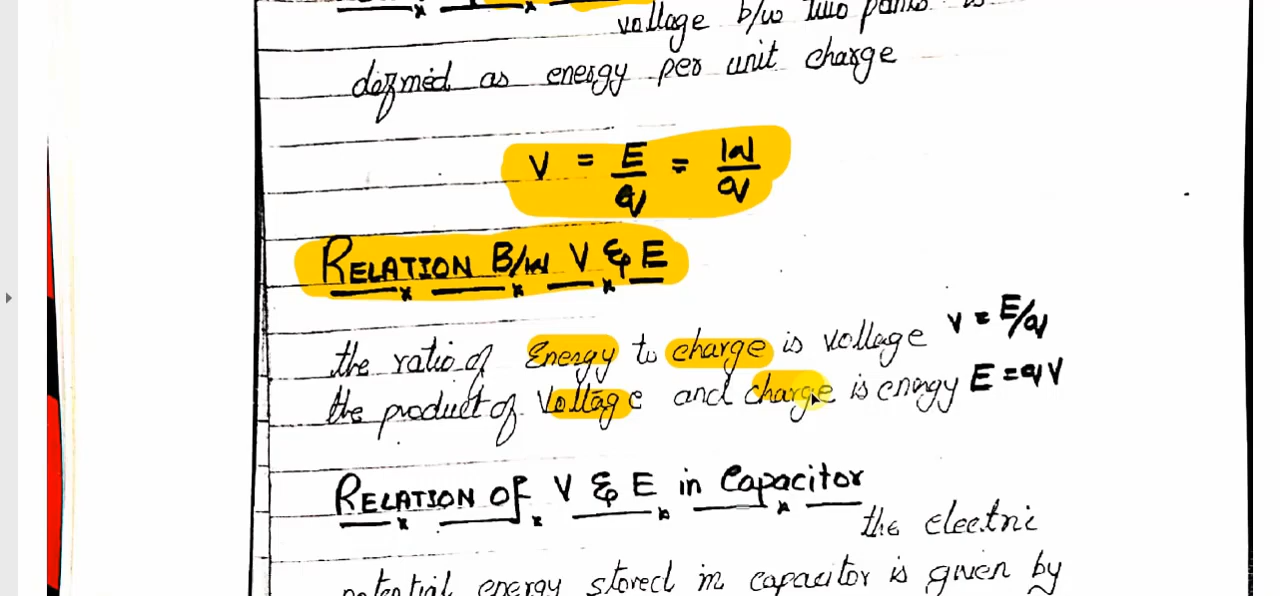 voltage b/w two points is
defined as energy per unit charge
V = E/q = W/q
RELATION B/W V & E
the ratio of Energy to charge is voltage V = E/q
the product of Voltage and charge is energy E = qV
RELATION OF V & E in Capacitor
the electric
potential energy stored in capacitor is given by